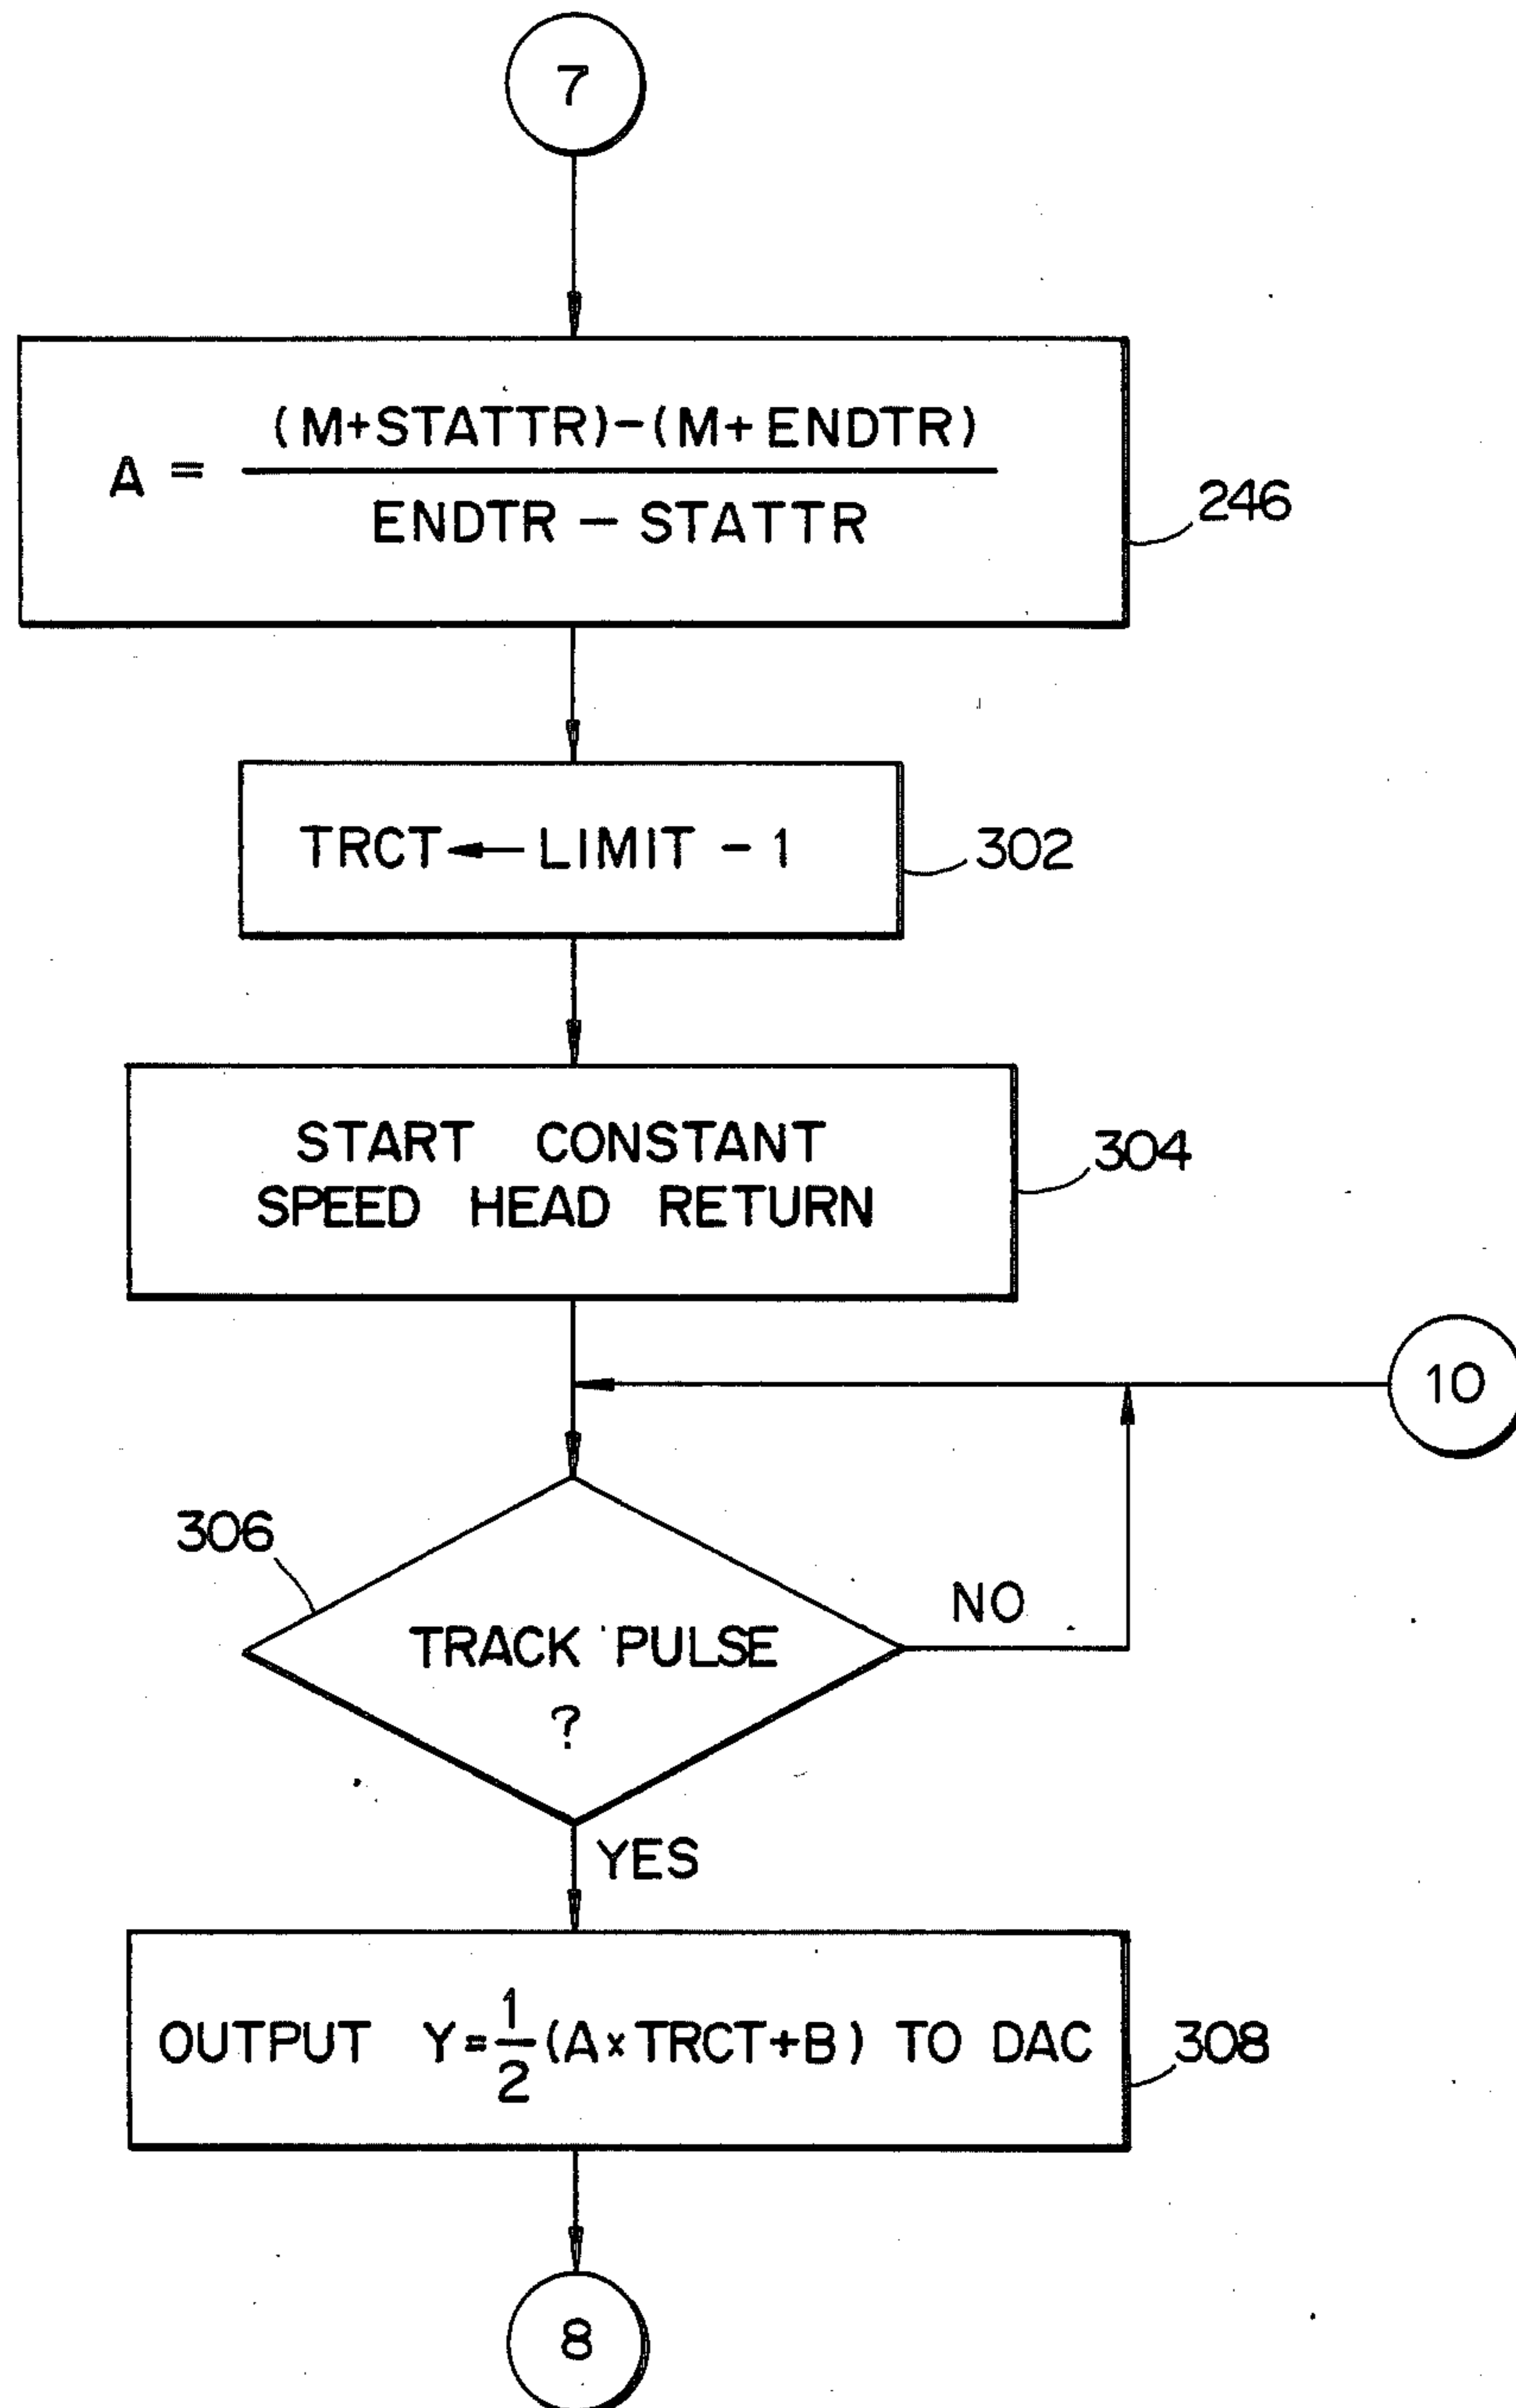 7
(M+STATTR)-(M+ENDTR)
A =
ENDTR - STATTR
246
TRCT ← LIMIT - 1
302
START CONSTANT
304
SPEED HEAD RETURN
10
306
NO
TRACK PULSE
?
YES
OUTPUT Y=1/2(A×TRCT+B) TO DAC
308
8